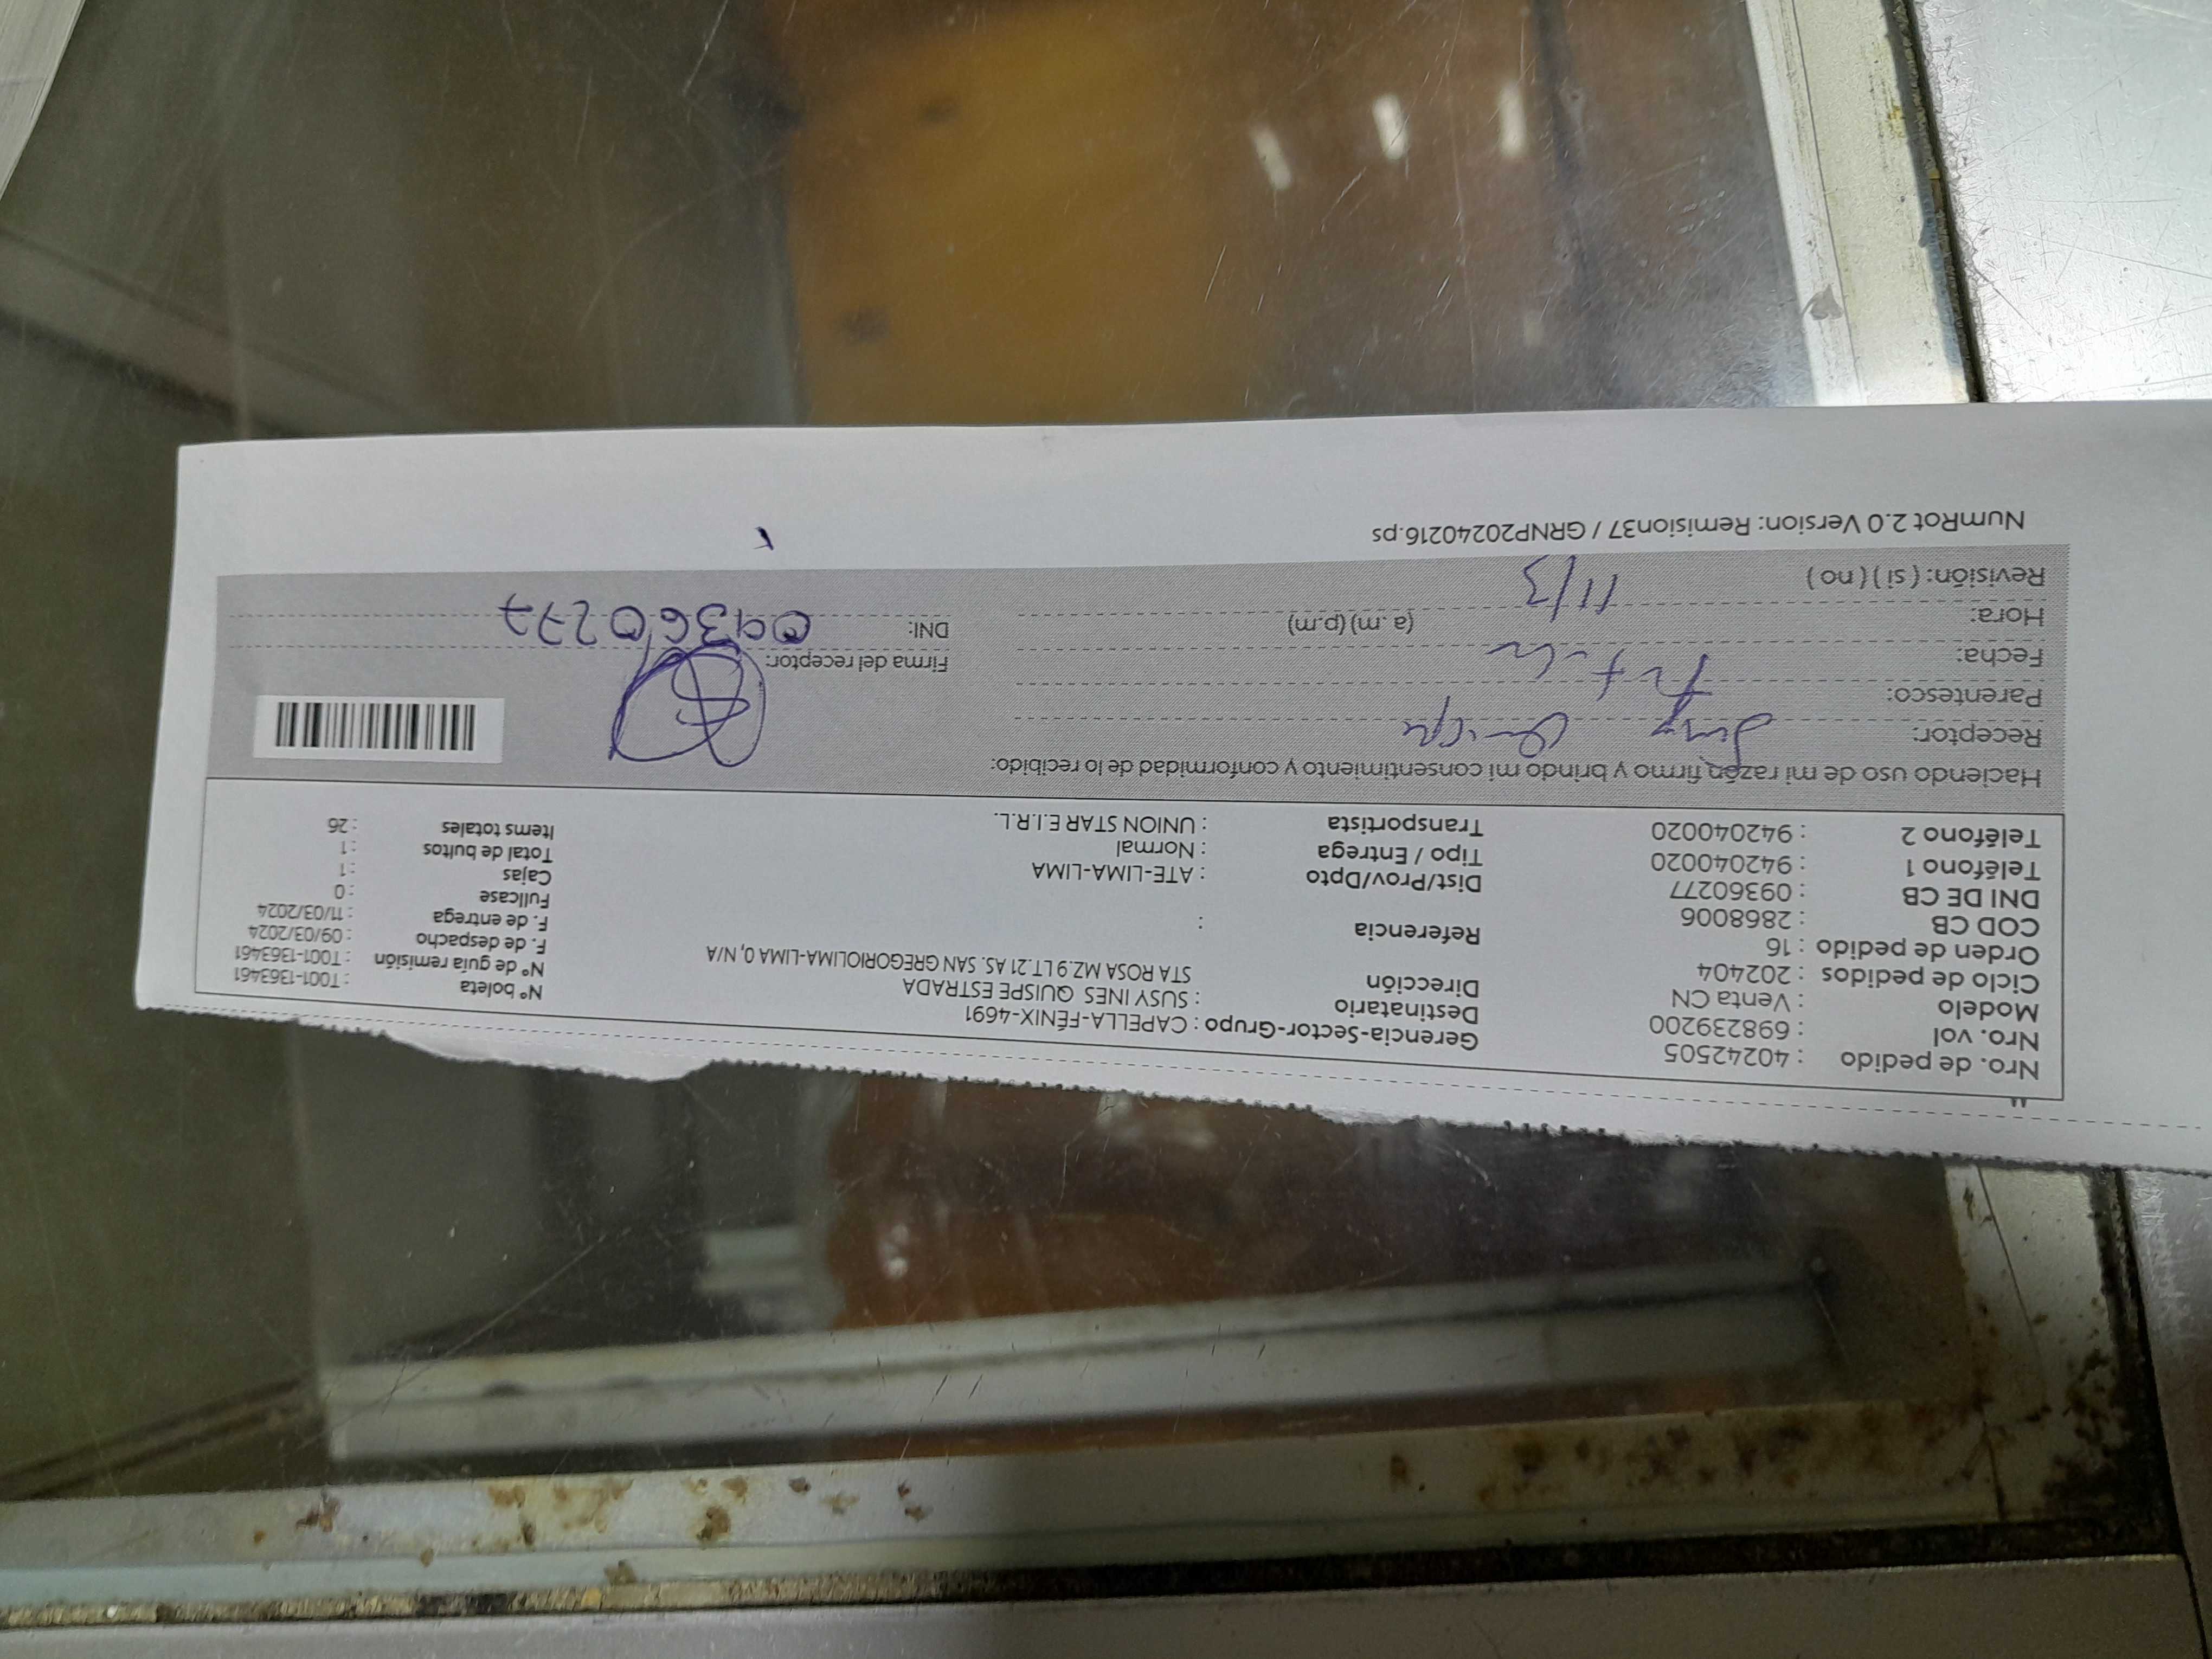 Nro. de pedido : 40242505
Nro. vol : 698239200
Modelo : Venta CN
Ciclo de pedidos : 202404
Orden de pedido : 16
COD CB : 2868006
DNI DE CB : 09360277
Teléfono 1 : 942040020
Teléfono 2 : 942040020
Gerencia-Sector-Grupo : CAPELLA-FÉNIX-4691
Destinatario : SUSY INES QUISPE ESTRADA
Dirección STA ROSA MZ.9 LT.21 AS. SAN GREGORIOLIMA-LIMA 0, N/A
Referencia :
Dist/Prov/Dpto : ATE-LIMA-LIMA
Tipo / Entrega : Normal
Transportista : UNION STAR E.I.R.L.
N° boleta : T001-1363461
N° de guía remisión : T001-1363461
F. de despacho : 09/03/2024
F. de entrega : 11/03/2024
Fullcase : 0
Cajas : 1
Total de bultos : 1
Items totales : 26
Haciendo uso de mi razón firmo y brindo mi consentimiento y conformidad de lo recibido:
Receptor: Susy Quispe
Parentesco:
Fecha:
Hora: 11/3 (a. m) (p.m)
Revisión: ( si ) ( no )
Firma del receptor:
DNI: 09360277
NumRot 2.0 Version: Remision37 / GRNP20240216.ps